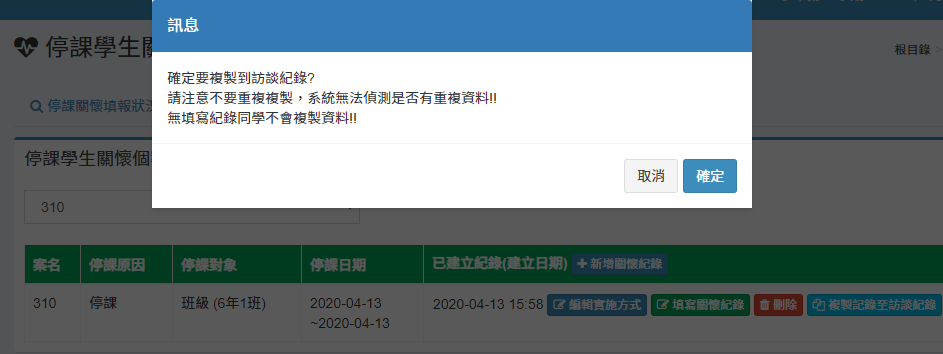 訊息
確定要複製到訪談紀錄?
請注意不要重複複製，系統無法偵測是否有重複資料!!
無填寫紀錄同學不會複製資料!!
取消 確定
停課學生關
根目錄
停課關懷填報狀況
停課學生關懷個
310
案名 停課原因 停課對象 停課日期 已建立紀錄(建立日期) 新增關懷紀錄
310 停課 班級 (6年1班) 2020-04-13 2020-04-13 15:58 編輯實施方式 填寫關懷紀錄 刪除 複製記錄至訪談紀錄
~2020-04-13